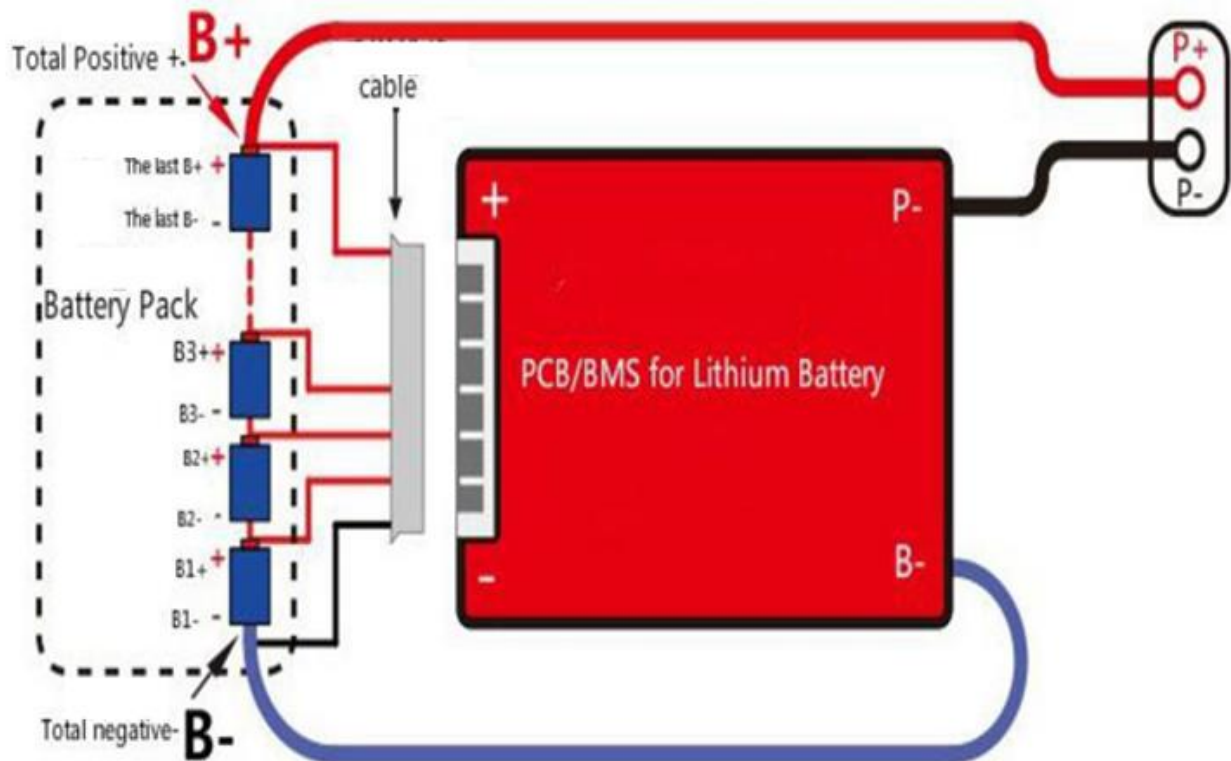 B+
Total Positive +.
cable
P+
P-
The last B+ +
The last B- -
+
P-
Battery Pack
B3+ +
B3- -
PCB/BMS for Lithium Battery
B2+ +
B2- -
B1+ +
B1- -
-
B-
Total negative- B-